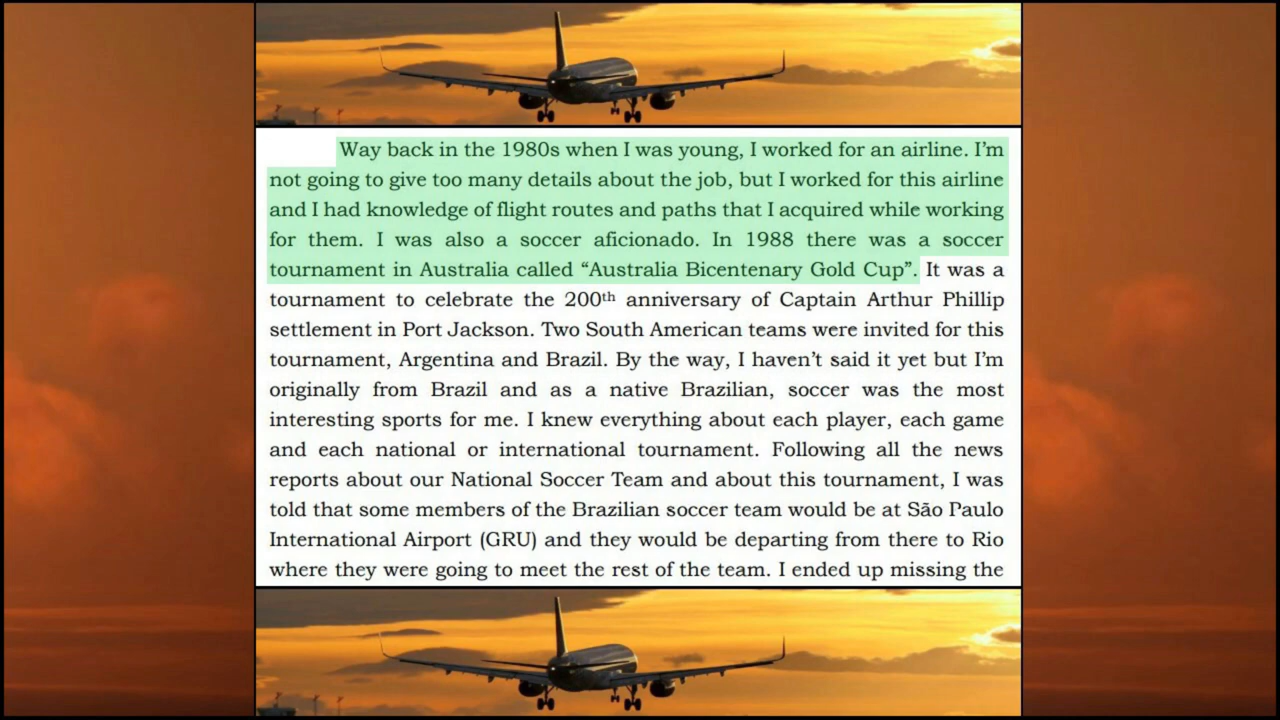 Way back in the 1980s when I was young, I worked for an airline. I’m
not going to give too many details about the job, but I worked for this airline
and I had knowledge of flight routes and paths that I acquired while working
for them. I was also a soccer aficionado. In 1988 there was a soccer
tournament in Australia called “Australia Bicentenary Gold Cup”. It was a
tournament to celebrate the 200th anniversary of Captain Arthur Phillip
settlement in Port Jackson. Two South American teams were invited for this
tournament, Argentina and Brazil. By the way, I haven’t said it yet but I’m
originally from Brazil and as a native Brazilian, soccer was the most
interesting sports for me. I knew everything about each player, each game
and each national or international tournament. Following all the news
reports about our National Soccer Team and about this tournament, I was
told that some members of the Brazilian soccer team would be at São Paulo
International Airport (GRU) and they would be departing from there to Rio
where they were going to meet the rest of the team. I ended up missing the